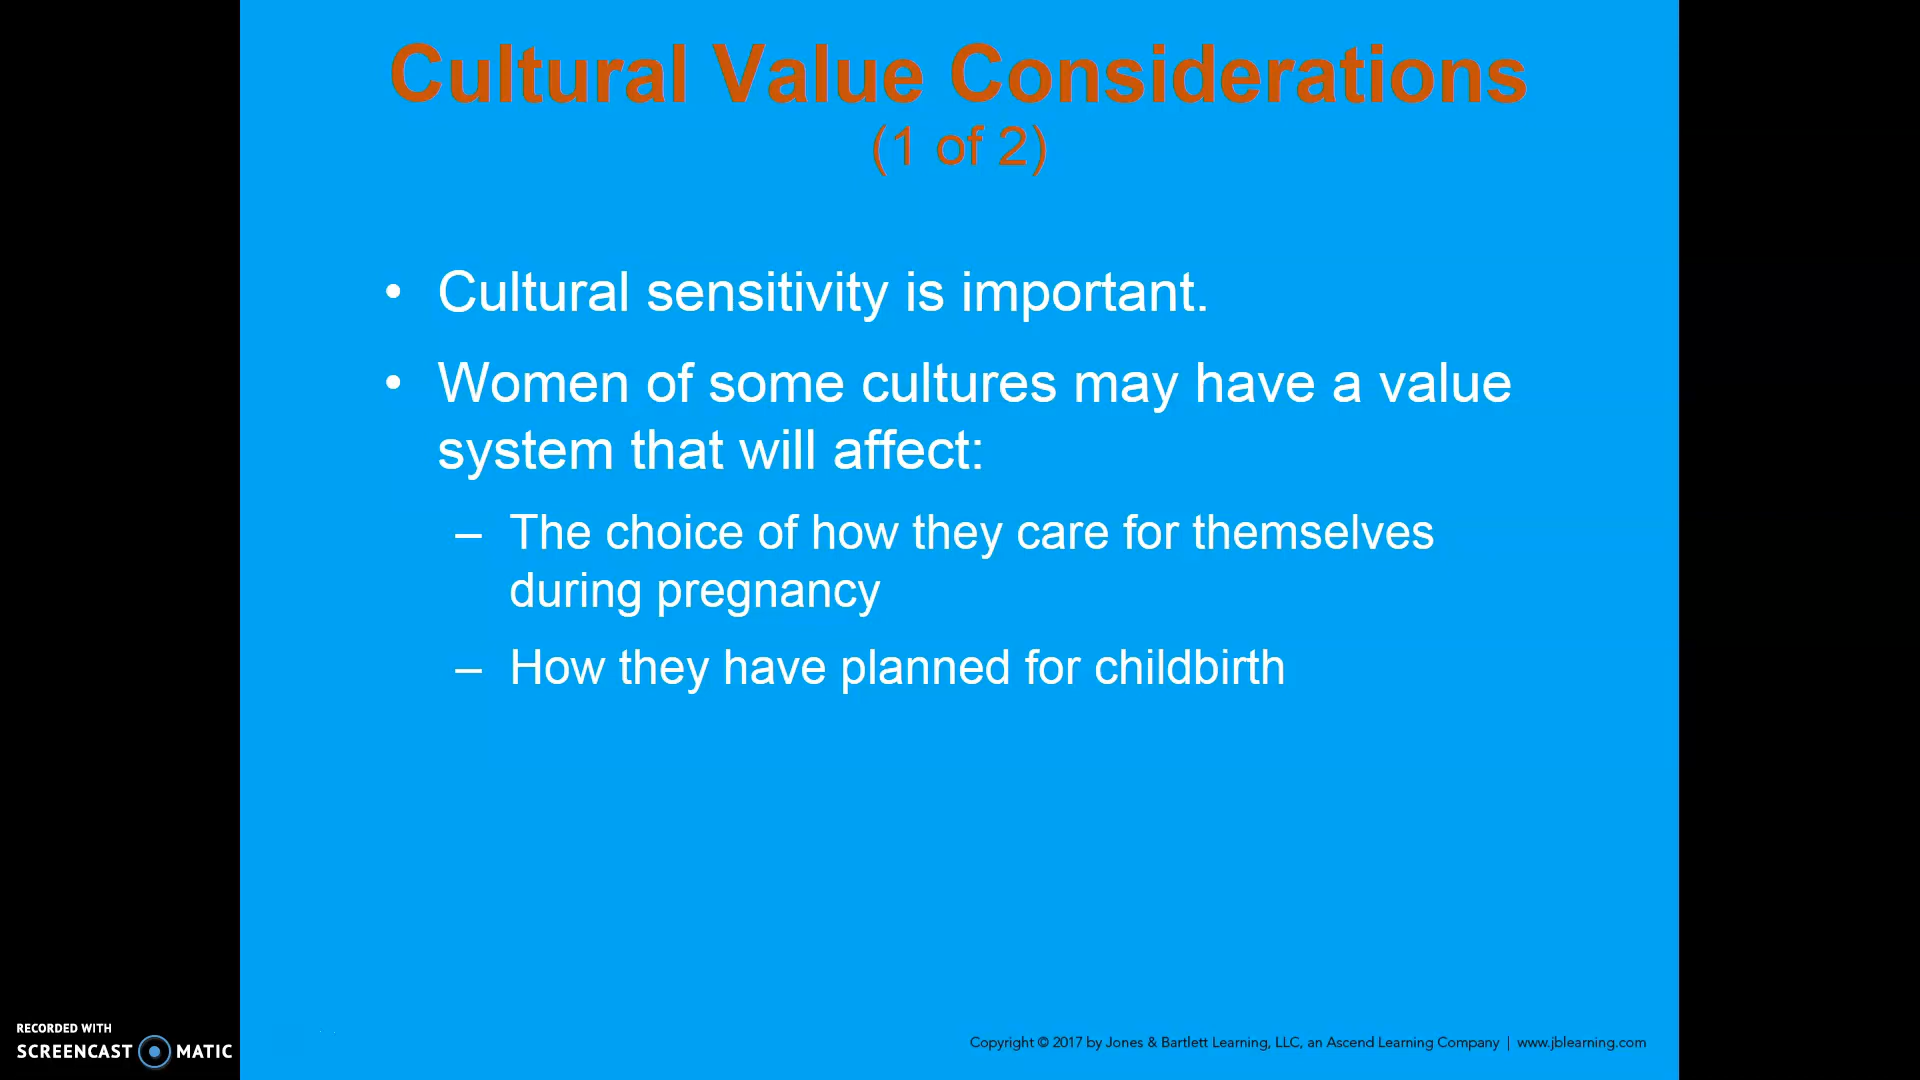 Cultural Value Considerations
(1 of 2)
• Cultural sensitivity is important.
• Women of some cultures may have a value
system that will affect:
– The choice of how they care for themselves
during pregnancy
– How they have planned for childbirth
RECORDED WITH
SCREENCAST MATIC
Copyright © 2017 by Jones & Bartlett Learning, LLC, an Ascend Learning Company | www.jblearning.com